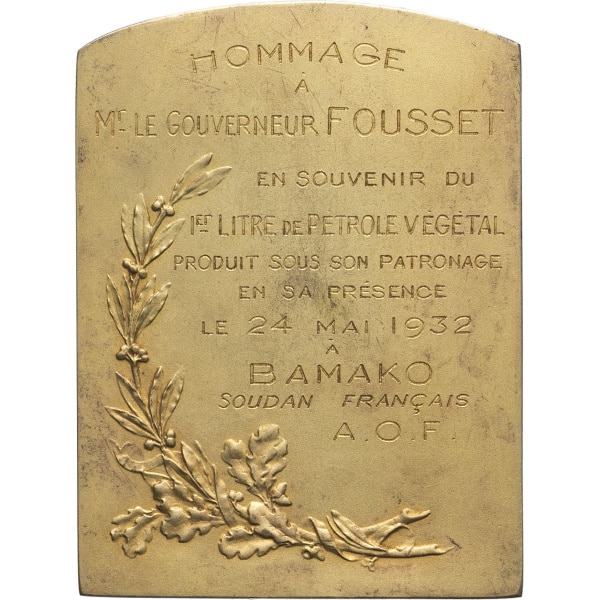 HOMMAGE
À
Mr LE GOUVERNEUR FOUSSET
EN SOUVENIR DU
1ER LITRE DE PÉTROLE VÉGÉTAL
PRODUIT SOUS SON PATRONAGE
EN SA PRÉSENCE
LE 24 MAI 1932
À
BAMAKO
SOUDAN FRANÇAIS
A.O.F.